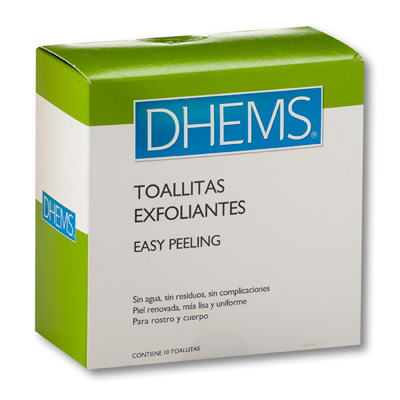 DHEMS®
TOALLITAS
EXFOLIANTES
EASY PEELING
Sin agua, sin residuos, sin complicaciones
Piel renovada, más lisa y uniforme
Para rostro y cuerpo
CONTIENE 10 TOALLITAS
DHEMS